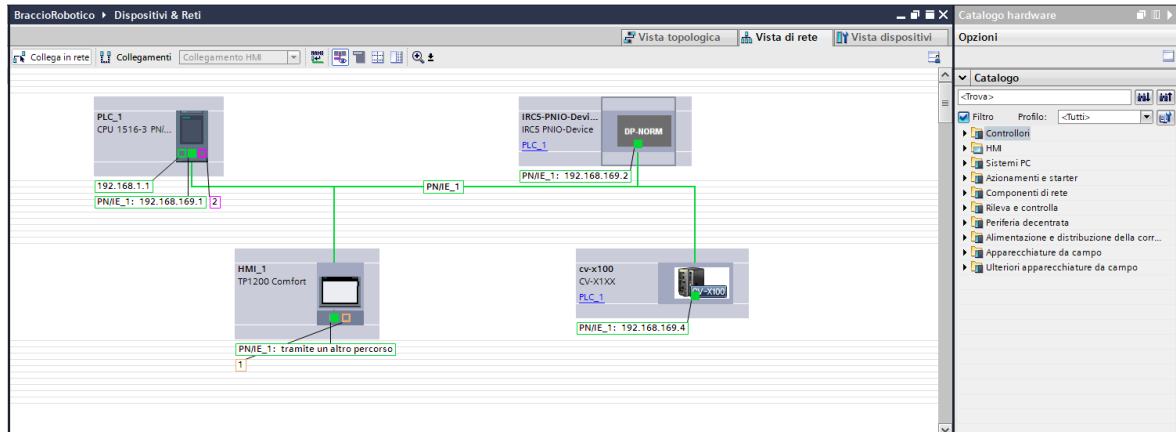 BraccioRobotico ▸ Dispositivi & Reti
Catalogo hardware
Vista topologica
Vista di rete
Vista dispositivi
Opzioni
Collega in rete
Collegamenti
Collegamento HMI
Catalogo
<Trova>
Filtro
Profilo:
<Tutti>
Controllori
HMI
Sistemi PC
Azionamenti e starter
Componenti di rete
Rileva e controlla
Periferia decentrata
Alimentazione e distribuzione della corr...
Apparecchiature da campo
Ulteriori apparecchiature da campo
PLC_1
CPU 1516-3 PN/...
192.168.1.1
PN/IE_1: 192.168.169.1
2
IRC5-PNIO-Devi...
IRC5 PNIO-Device
PLC_1
DP-NORM
PN/IE_1: 192.168.169.2
PN/IE_1
HMI_1
TP1200 Comfort
PN/IE_1: tramite un altro percorso
1
cv-x100
CV-X1XX
PLC_1
CV-X100
PN/IE_1: 192.168.169.4